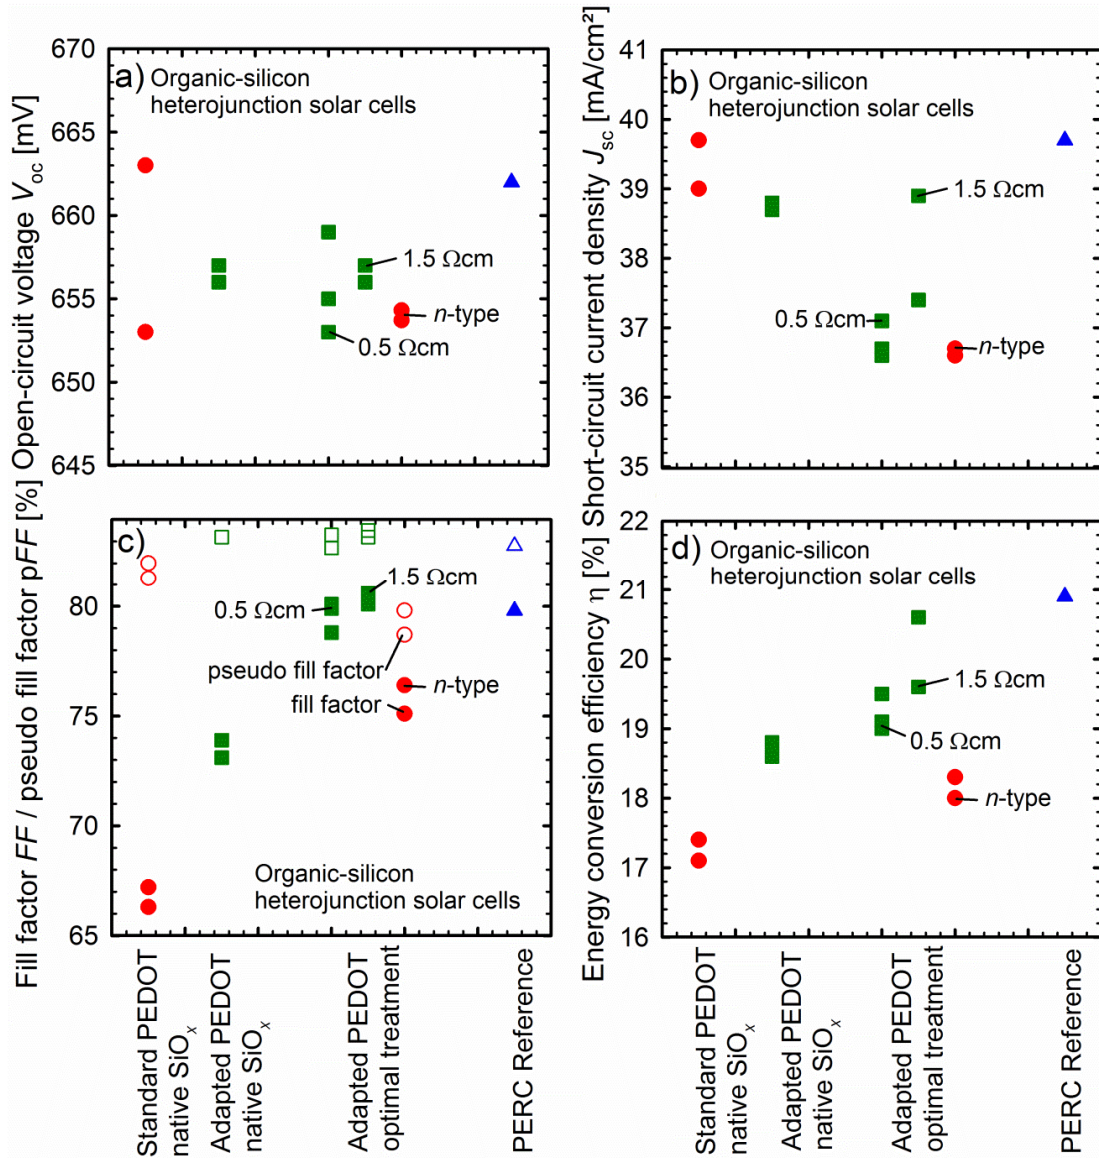 Open-circuit voltage Voc [mV]
670
665
660
655
650
645
a) Organic-silicon
heterojunction solar cells
1.5 Ωcm
n-type
0.5 Ωcm
Short-circuit current density Jsc [mA/cm²]
41
40
39
38
37
36
35
b) Organic-silicon
heterojunction solar cells
1.5 Ωcm
0.5 Ωcm
n-type
Fill factor FF / pseudo fill factor pFF [%]
80
75
70
65
c)
1.5 Ωcm
0.5 Ωcm
pseudo fill factor
n-type
fill factor
Organic-silicon
heterojunction solar cells
Standard PEDOT
native SiOx
Adapted PEDOT
native SiOx
Adapted PEDOT
optimal treatment
PERC Reference
Energy conversion efficiency η [%]
22
21
20
19
18
17
16
d) Organic-silicon
heterojunction solar cells
1.5 Ωcm
0.5 Ωcm
n-type
Standard PEDOT
native SiOx
Adapted PEDOT
native SiOx
Adapted PEDOT
optimal treatment
PERC Reference